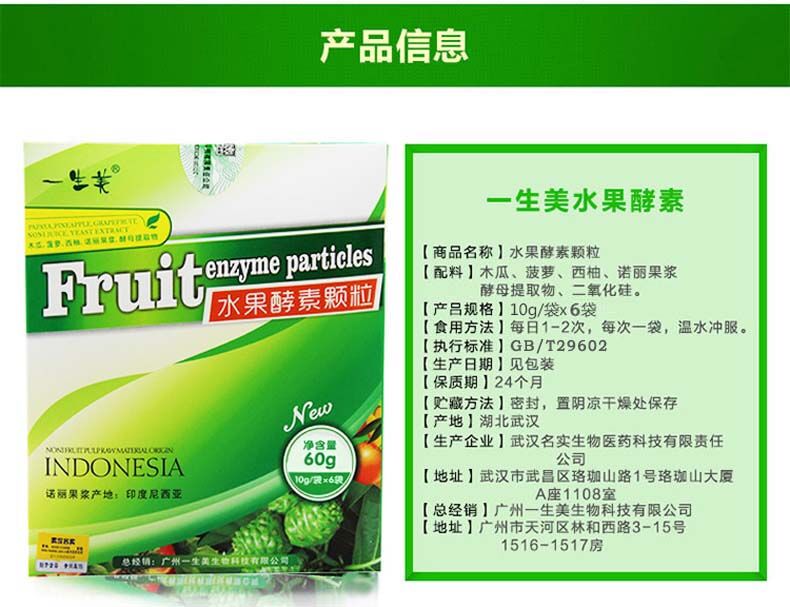 产品信息
一生美®
PAPAYA,PINEAPPLE,GRAPEFRUIT,
NONI JUICE, YEAST EXTRACT
木瓜,菠萝,西柚,诺丽果浆,酵母提取物
Fruit enzyme particles
水果酵素颗粒
New
净含量
60g
10g/袋×6袋
NONI FRUIT PULP RAW MATERIAL ORIGIN
INDONESIA
诺丽果浆产地：印度尼西亚
总经销：广州一生美生物科技有限公司
一生美水果酵素
【商品名称】水果酵素颗粒
【配料】木瓜、菠萝、西柚、诺丽果浆
酵母提取物、二氧化硅。
【产吕规格】10g/袋x6袋
【食用方法】每日1-2次，每次一袋，温水冲服。
【执行标准】GB/T29602
【生产日期】见包装
【保质期】24个月
【贮藏方法】密封，置阴凉干燥处保存
【产地】湖北武汉
【生产企业】武汉名实生物医药科技有限责任
公司
【地址】武汉市武昌区珞珈山路1号珞珈山大厦
A座1108室
【总经销】广州一生美生物科技有限公司
【地址】广州市天河区林和西路3-15号
1516-1517房